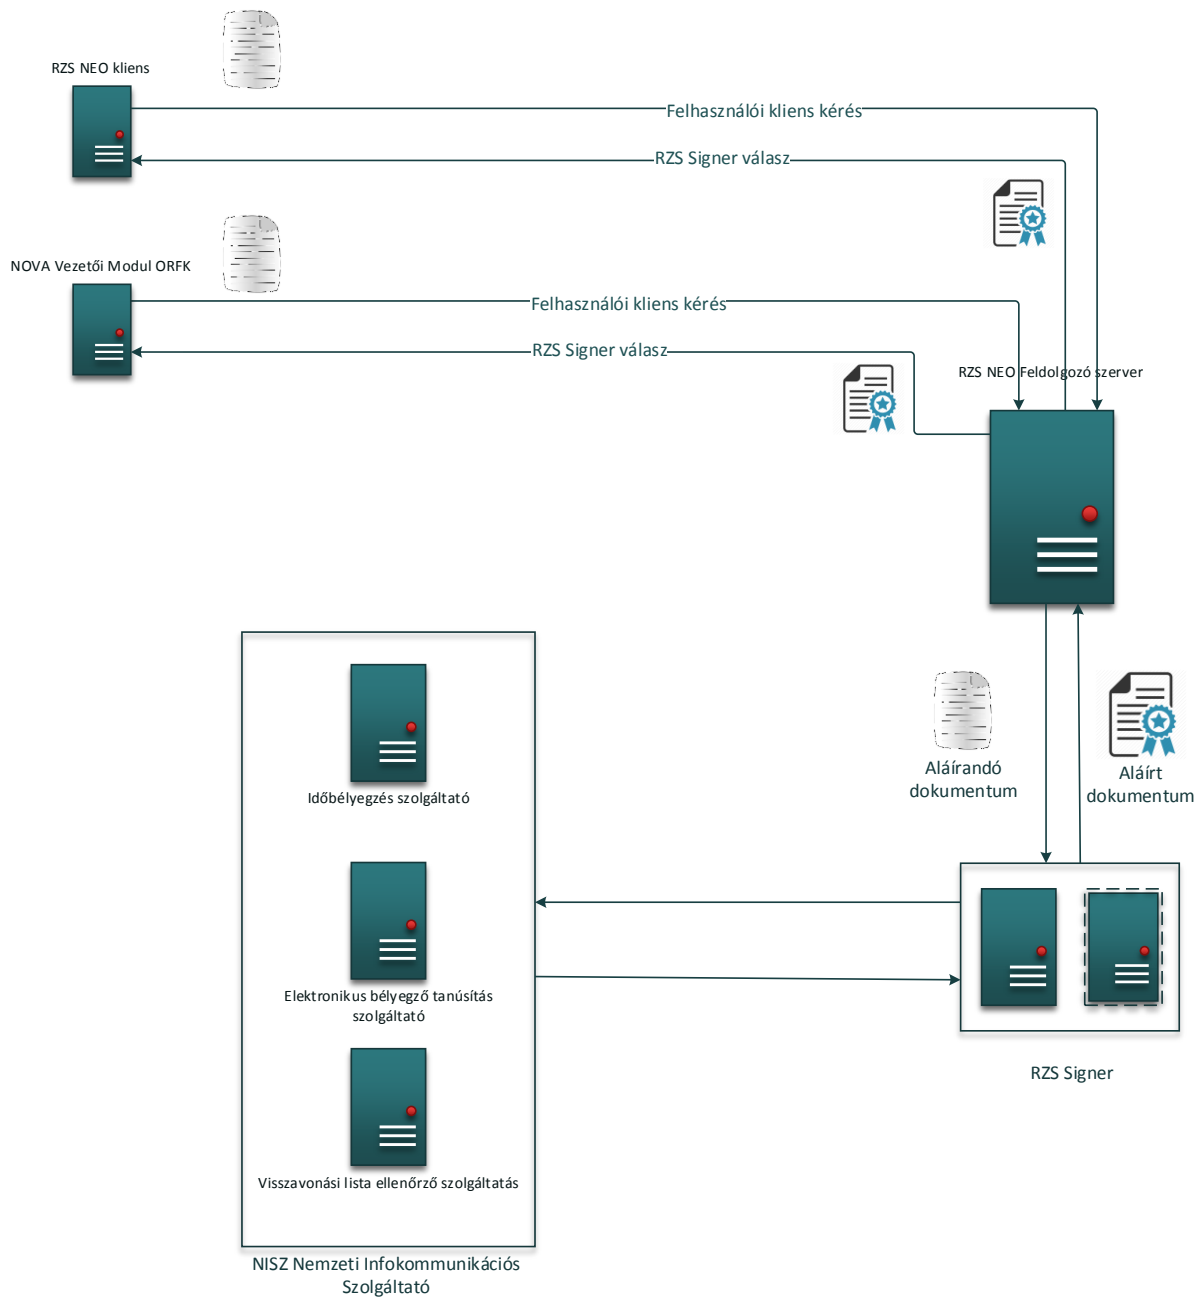 RZS NEO kliens
Felhasználói kliens kérés
RZS Signer válasz
NOVA Vezetői Modul ORFK
Felhasználói kliens kérés
RZS Signer válasz
RZS NEO Feldolgozó szerver
Aláírandó
dokumentum
Aláírt
dokumentum
Időbélyegzés szolgáltató
Elektronikus bélyegző tanúsítás
szolgáltató
Visszavonási lista ellenőrző szolgáltatás
RZS Signer
NISZ Nemzeti Infokommunikációs
Szolgáltató